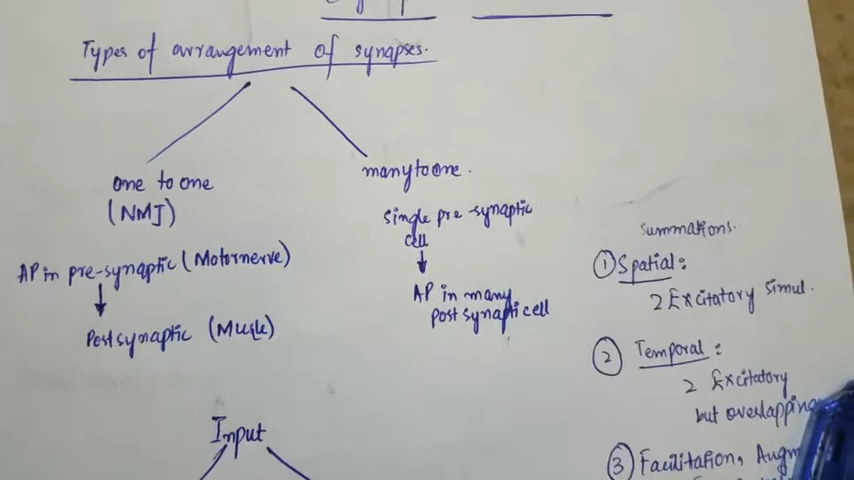 Types of arrangement of synapses.
one to one
(NMJ)
AP in pre-synaptic (Motornerve)
Postsynaptic (Muscle)
many to one.
single pre-synaptic
cell
AP in many
post synaptic cell
Input
Summations.
① Spatial:
2 Excitatory simul.
② Temporal:
2 Excitatory
but overlapping
③ Facilitation,